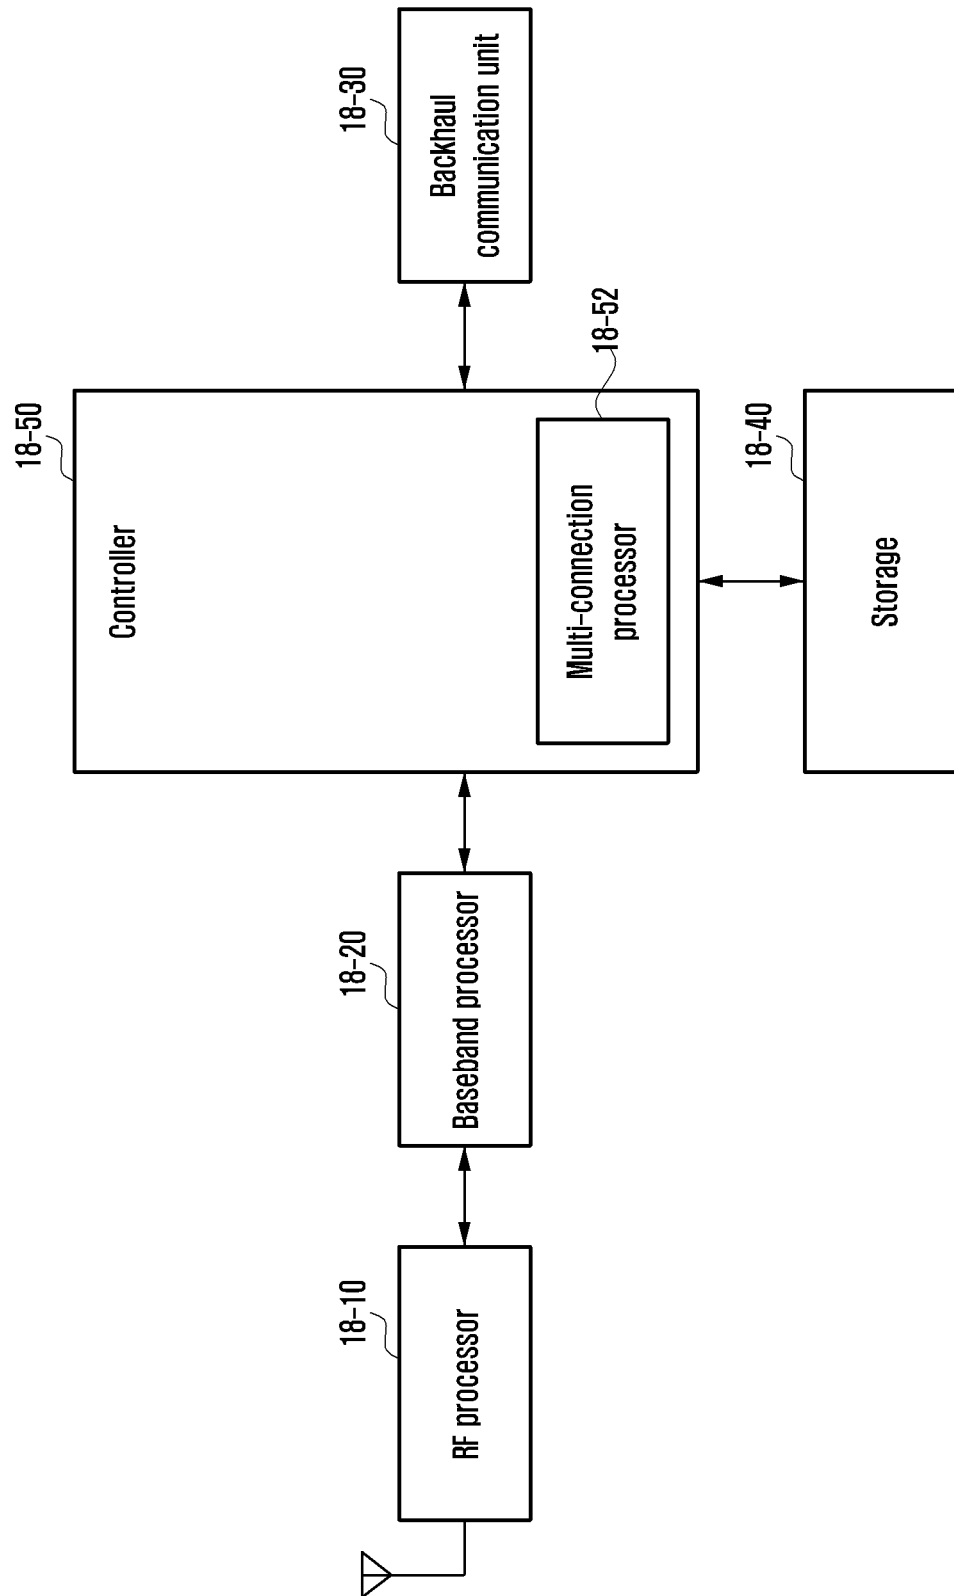 18-10
RF processor
18-20
Baseband processor
18-50
Controller
18-52
Multi-connection
processor
18-30
Backhaul
communication unit
18-40
Storage